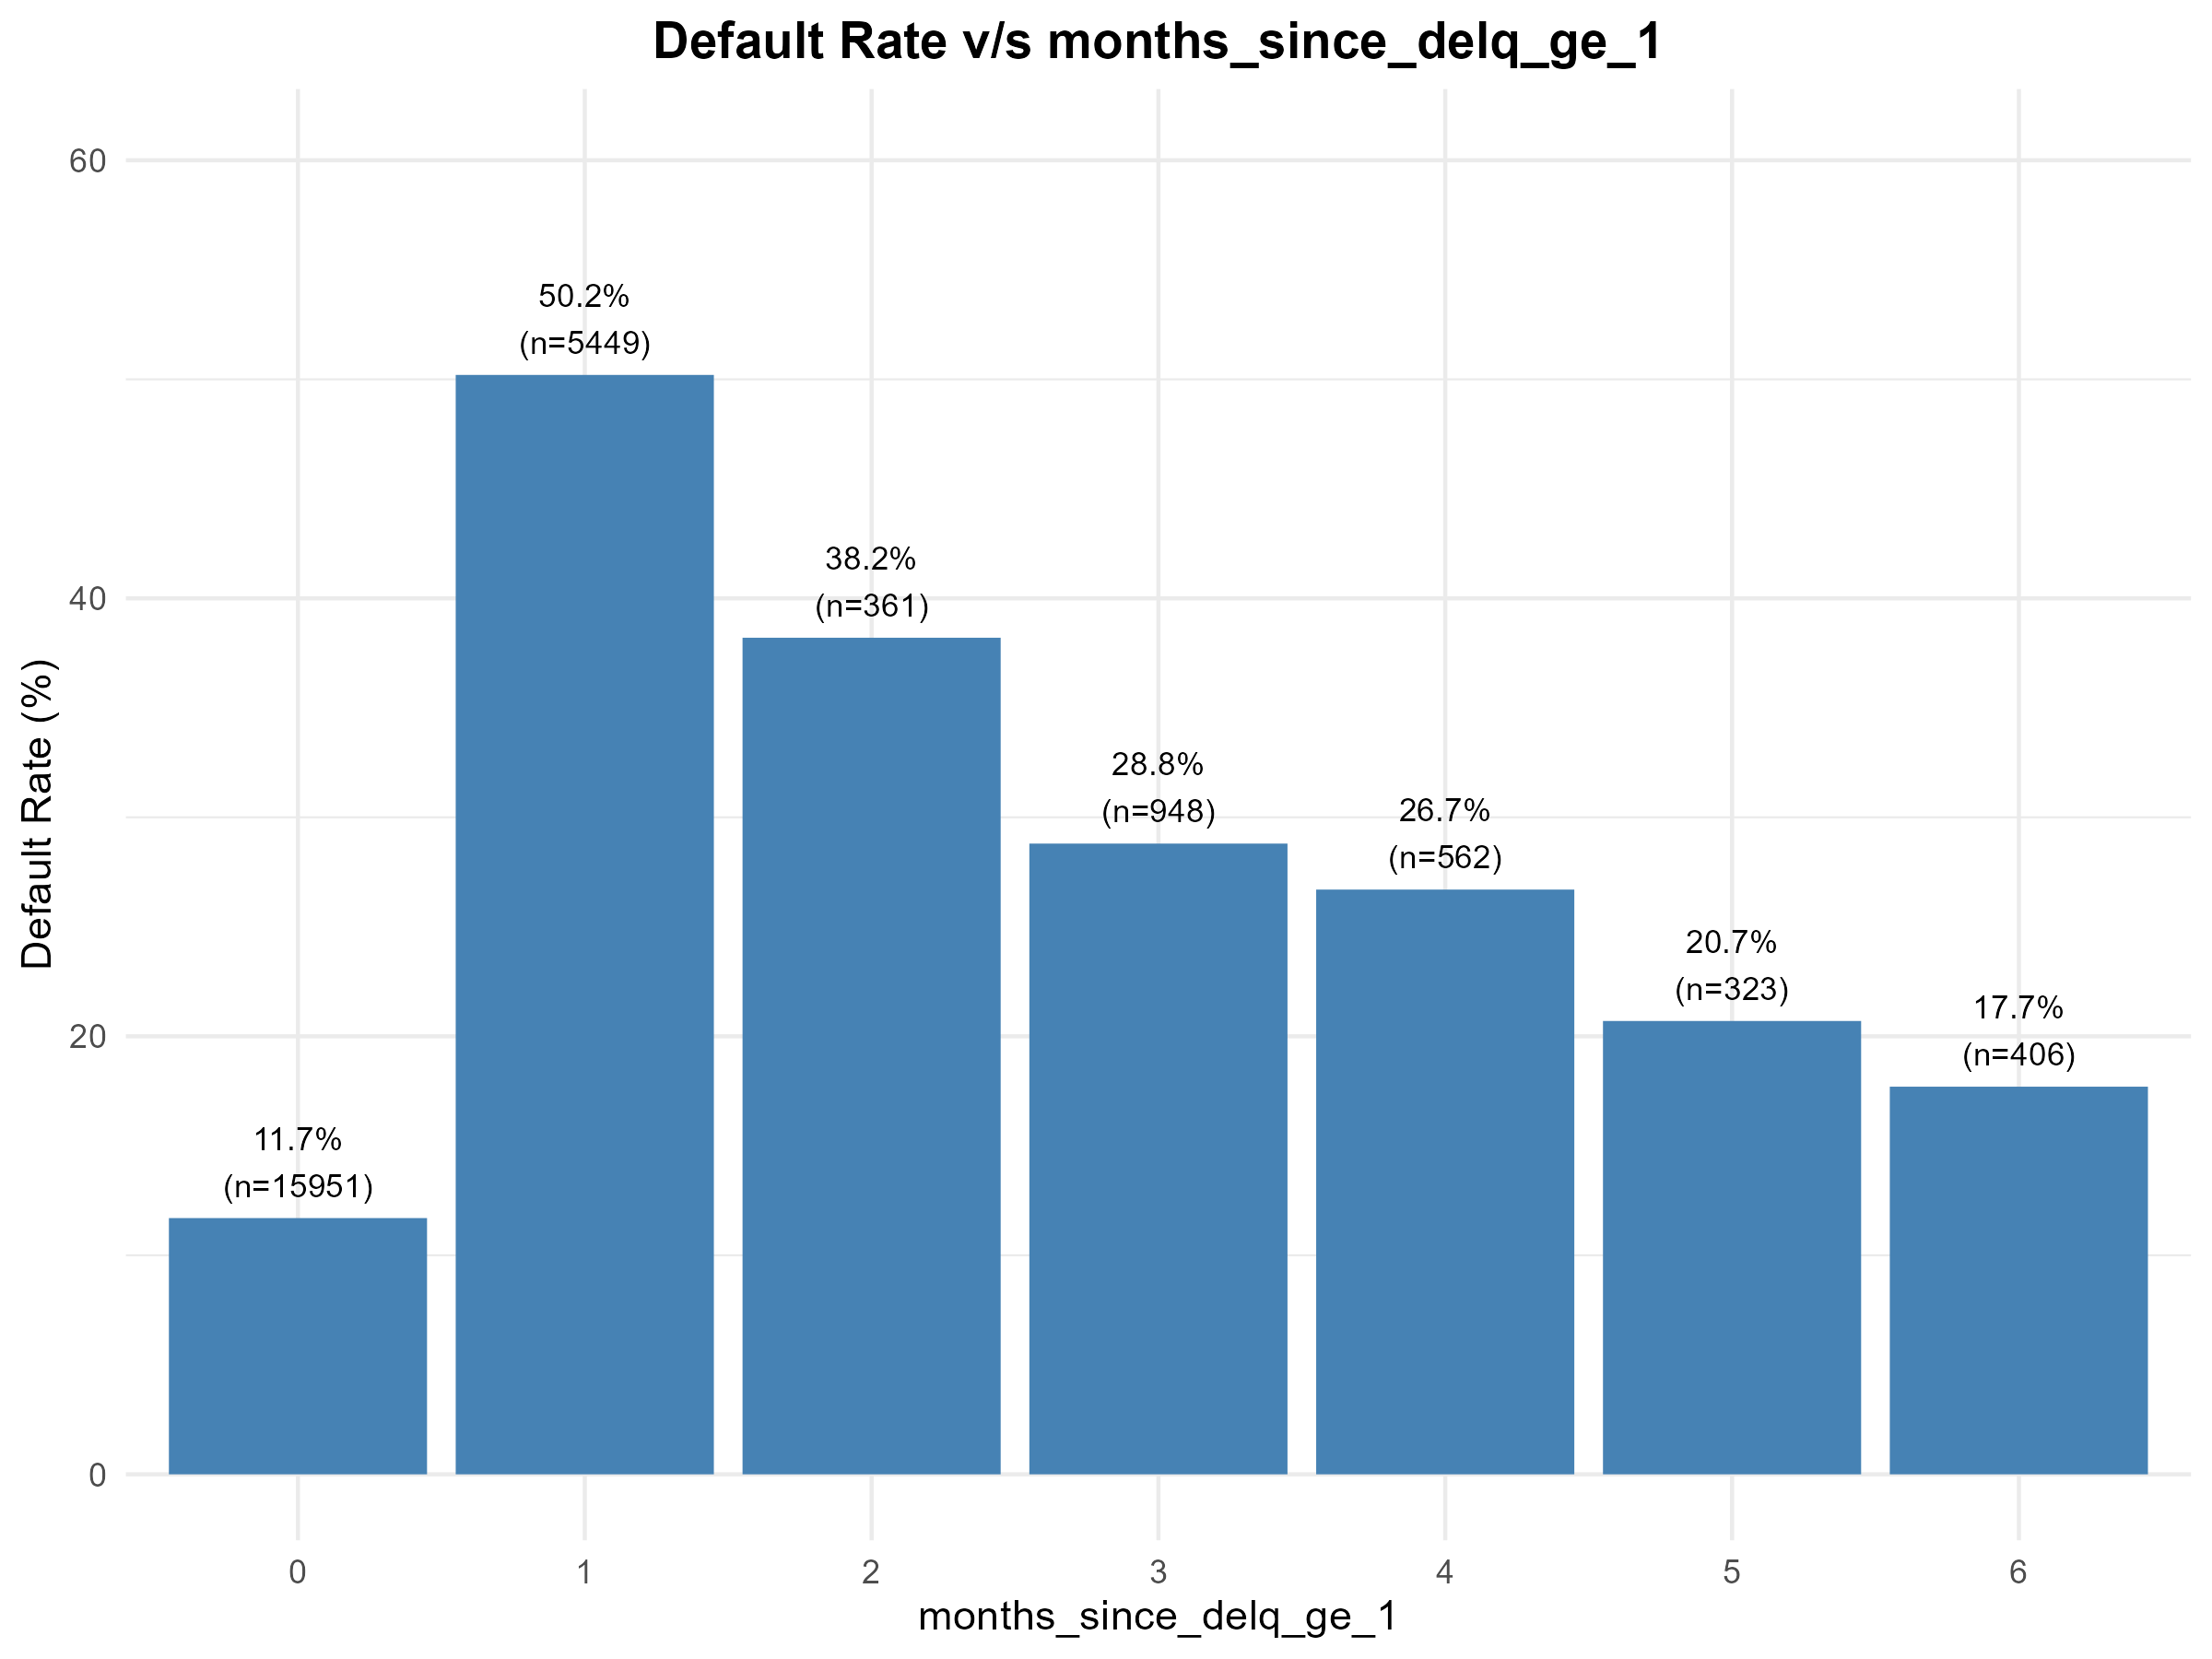 Default Rate v/s months_since_delq_ge_1
Default Rate (%)
60
40
20
0
11.7%
(n=15951)
50.2%
(n=5449)
38.2%
(n=361)
28.8%
(n=948)
26.7%
(n=562)
20.7%
(n=323)
17.7%
(n=406)
0
1
2
3
4
5
6
months_since_delq_ge_1